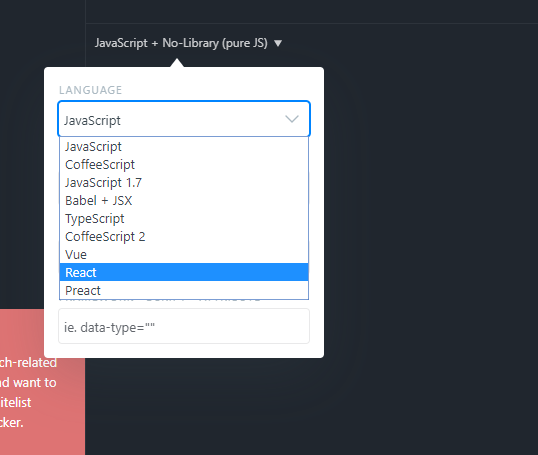 JavaScript + No-Library (pure JS) ▼
LANGUAGE
JavaScript
JavaScript
CoffeeScript
JavaScript 1.7
Babel + JSX
TypeScript
CoffeeScript 2
Vue
React
Preact
ie. data-type=""
ch-related
nd want to
itelist
cker.